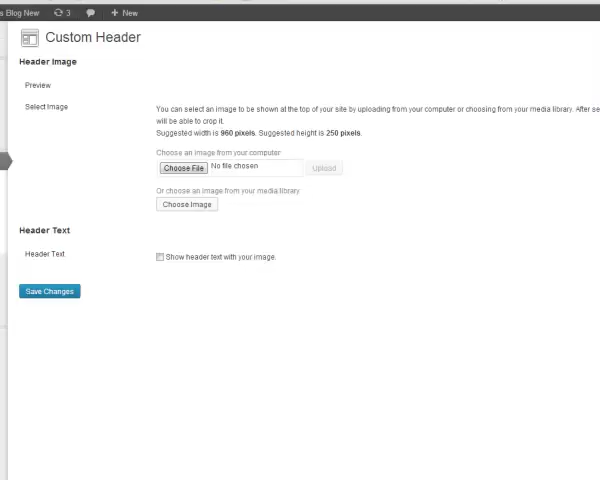 s Blog New 3 + New
Custom Header
Header Image
Preview
Select Image
You can select an image to be shown at the top of your site by uploading from your computer or choosing from your media library. After se
will be able to crop it.
Suggested width is 960 pixels. Suggested height is 250 pixels.
Choose an image from your computer:
Choose File No file chosen Upload
Or choose an image from your media library:
Choose Image
Header Text
Header Text
Show header text with your image.
Save Changes